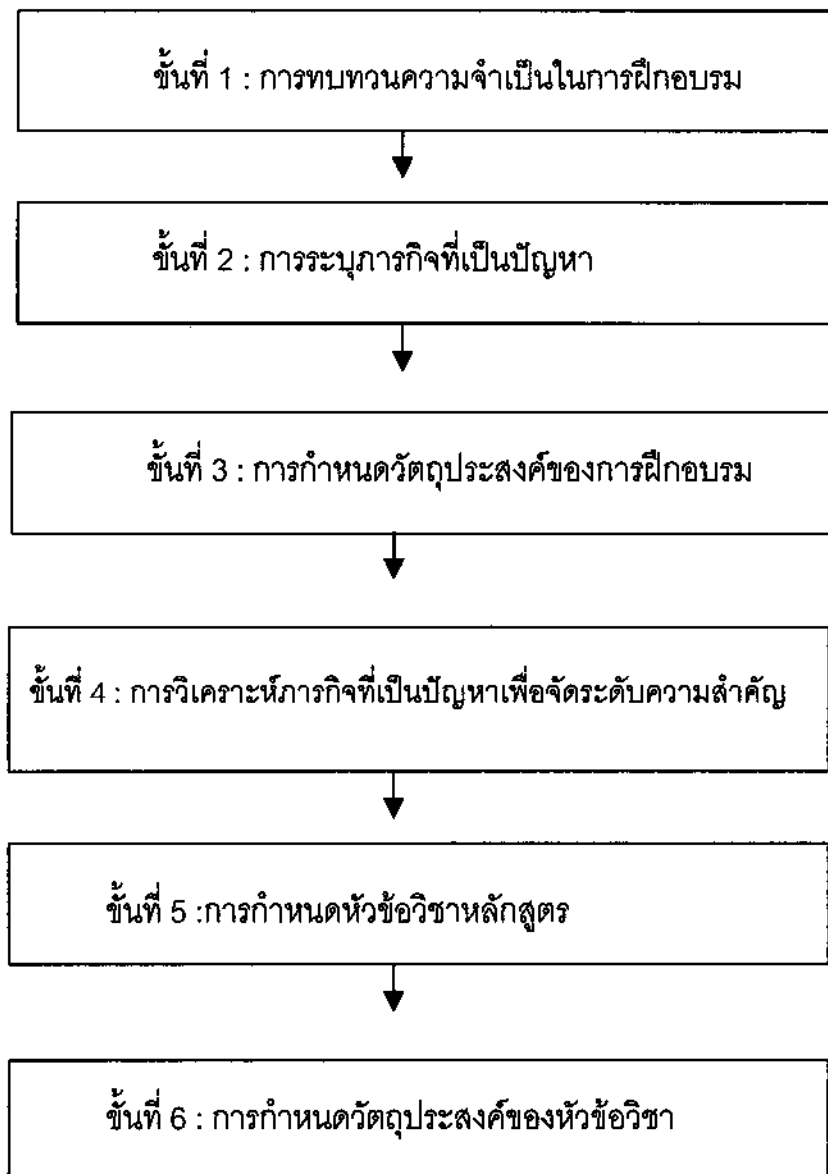 ขั้นที่ 1 : การทบทวนความจำเป็นในการฝึกอบรม
ขั้นที่ 2 : การระบุภารกิจที่เป็นปัญหา
ขั้นที่ 3 : การกำหนดวัตถุประสงค์ของการฝึกอบรม
ขั้นที่ 4 : การวิเคราะห์ภารกิจที่เป็นปัญหาเพื่อจัดระดับความสำคัญ
ขั้นที่ 5 :การกำหนดหัวข้อวิชาหลักสูตร
ขั้นที่ 6 : การกำหนดวัตถุประสงค์ของหัวข้อวิชา